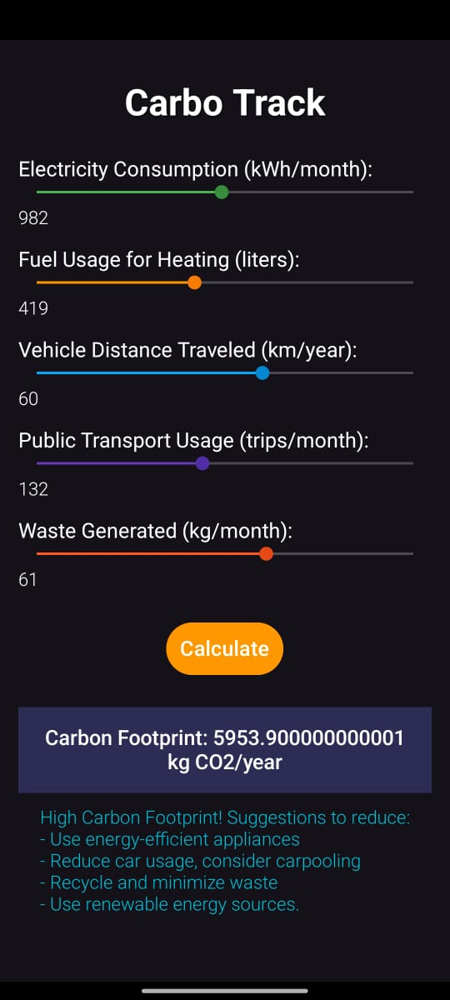 Carbo Track
Electricity Consumption (kWh/month):
982
Fuel Usage for Heating (liters):
419
Vehicle Distance Traveled (km/year):
60
Public Transport Usage (trips/month):
132
Waste Generated (kg/month):
61
Calculate
Carbon Footprint: 5953.900000000001
kg CO2/year
High Carbon Footprint! Suggestions to reduce:
- Use energy-efficient appliances
- Reduce car usage, consider carpooling
- Recycle and minimize waste
- Use renewable energy sources.